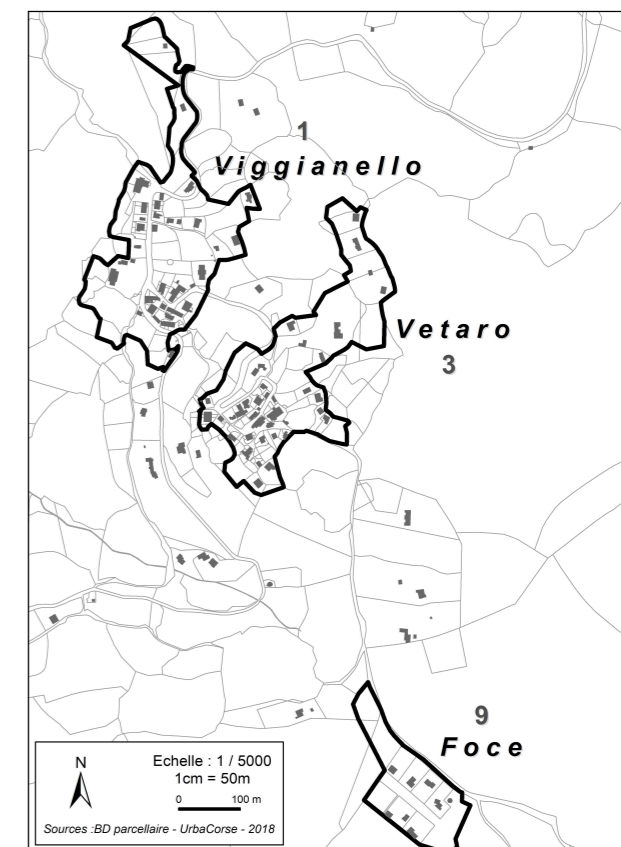 1
Viggianello
Vetaro
3
9
Foce
N
Echelle : 1 / 5000
1cm = 50m
0 100 m
Sources :BD parcellaire - UrbaCorse - 2018